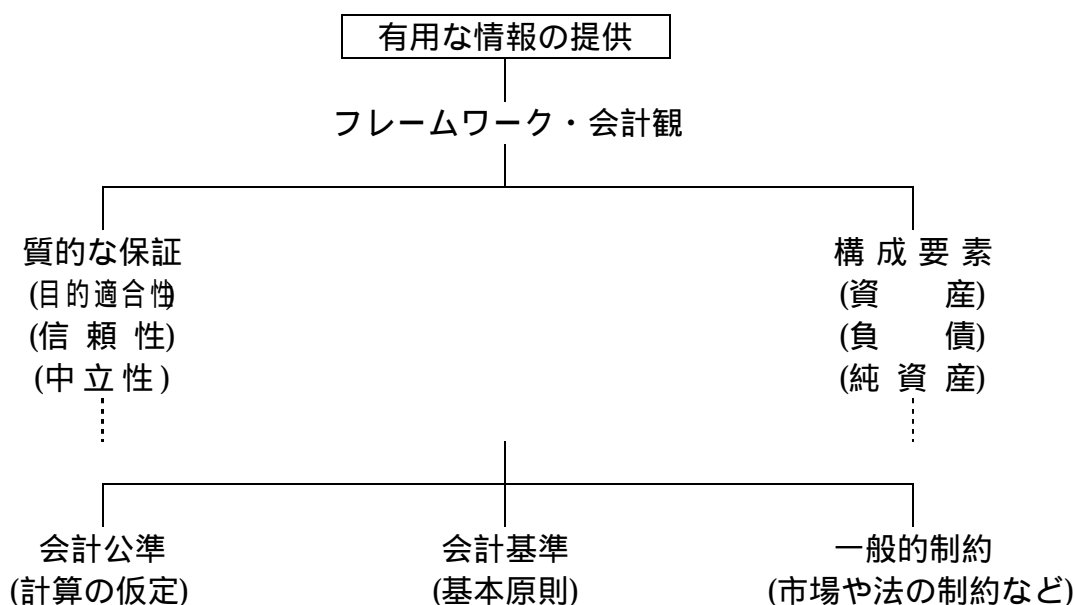 有用な情報の提供
フレームワーク・会計観
質的な保証
(目的適合性)
(信頼性)
(中立性)
構成要素
(資産)
(負債)
(純資産)
会計公準
(計算の仮定)
会計基準
(基本原則)
一般的制約
(市場や法の制約など)